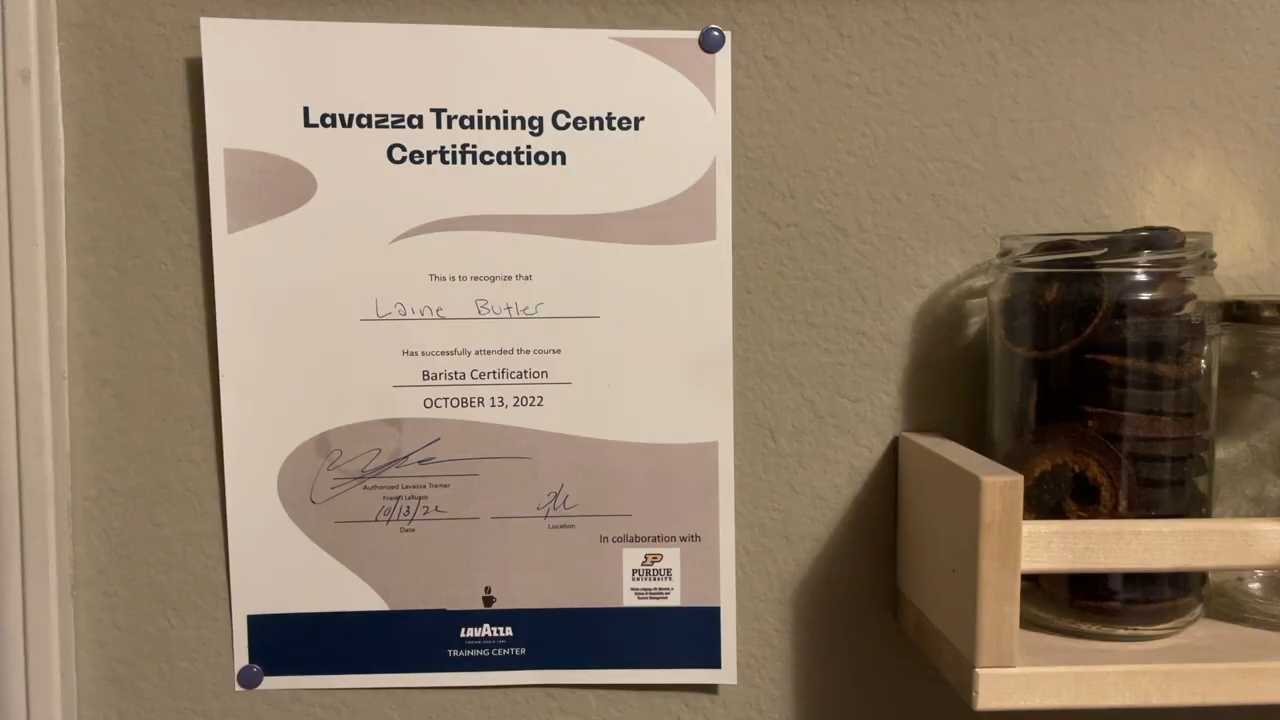 Lavazza Training Center
Certification
This is to recognize that
Laine Butler
Has successfully attended the course
Barista Certification
OCTOBER 13, 2022
Authorized Lavazza Trainer
10/13/22
Date
Location
In collaboration with
P
PURDUE
UNIVERSITY
LAVAZZA
TRAINING CENTER